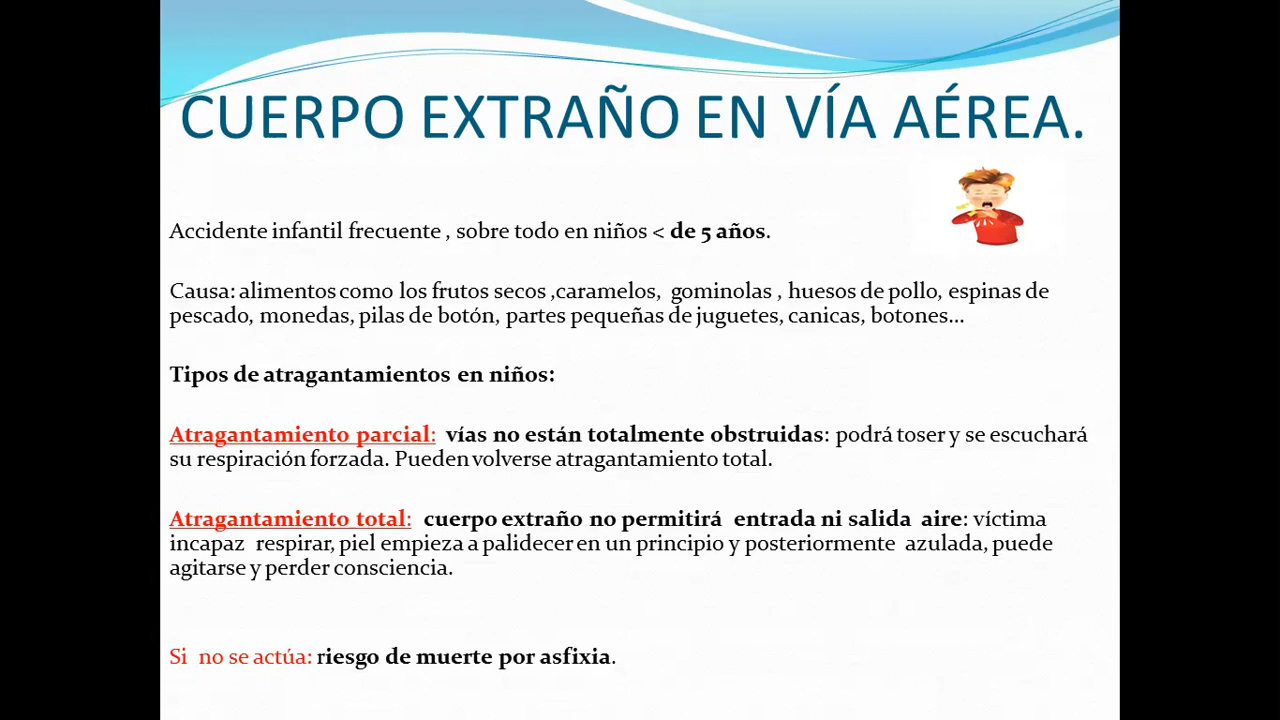 CUERPO EXTRAÑO EN VÍA AÉREA.
Accidente infantil frecuente , sobre todo en niños < de 5 años.
Causa: alimentos como los frutos secos ,caramelos, gominolas , huesos de pollo, espinas de
pescado, monedas, pilas de botón, partes pequeñas de juguetes, canicas, botones...
Tipos de atragantamientos en niños:
Atragantamiento parcial: vías no están totalmente obstruidas: podrá toser y se escuchará
su respiración forzada. Pueden volverse atragantamiento total.
Atragantamiento total: cuerpo extraño no permitirá entrada ni salida aire: víctima
incapaz respirar, piel empieza a palidecer en un principio y posteriormente azulada, puede
agitarse y perder consciencia.
Si no se actúa: riesgo de muerte por asfixia.